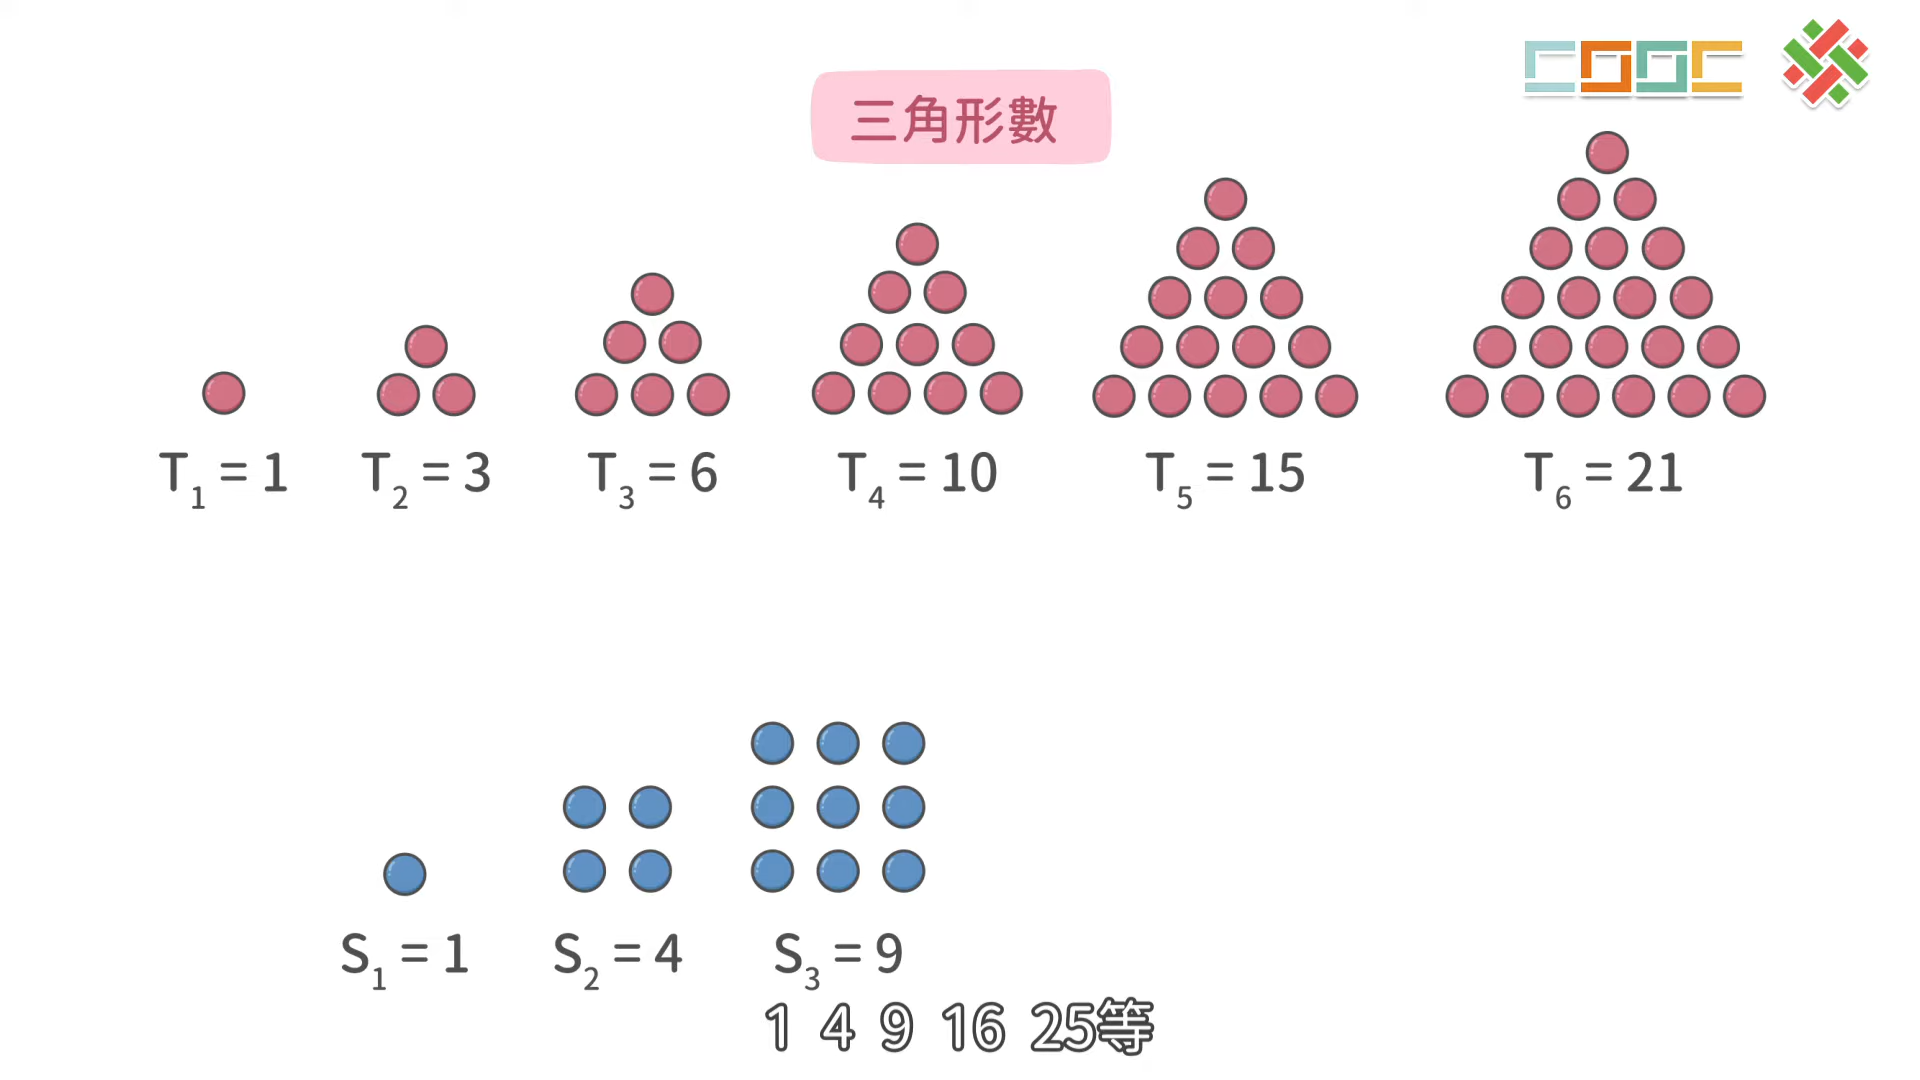 COOC
三角形數
T1 = 1 T2 = 3 T3 = 6 T4 = 10 T5 = 15 T6 = 21
S1 = 1 S2 = 4 S3 = 9
1 4 9 16 25等